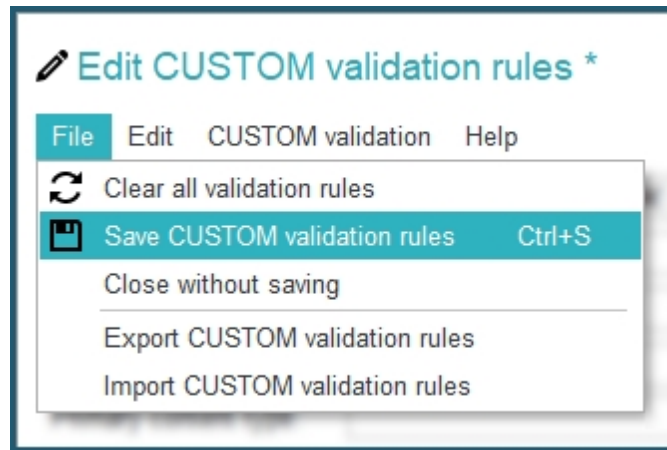 Edit CUSTOM validation rules *
File Edit CUSTOM validation Help
Clear all validation rules
Save CUSTOM validation rules Ctrl+S
Close without saving
Export CUSTOM validation rules
Import CUSTOM validation rules